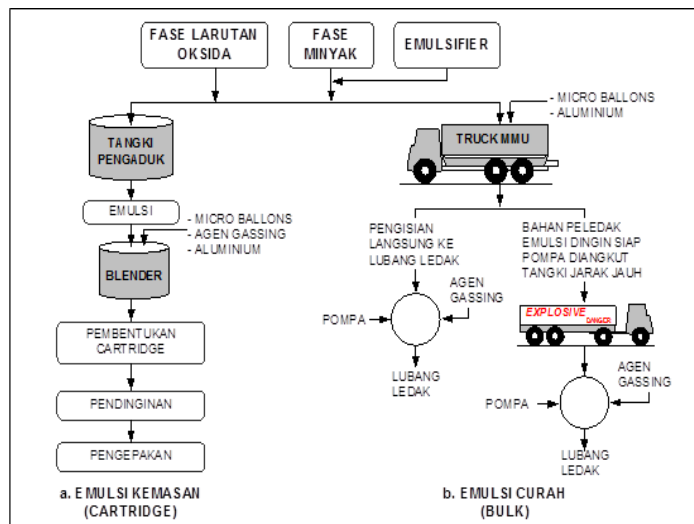 FASE LARUTAN
OKSIDA
FASE
MINYAK
EMULSIFIER
- MICRO BALLONS
- ALUMINIUM
TANGKI
PENGADUK
TRUCK MMU
EMULSI
- MICRO BALLONS
- AGEN GASSING
- ALUMINIUM
BLENDER
PEMBENTUKAN
CARTRIDGE
PENDINGINAN
PENGEPAKAN
a. EMULSI KEMASAN
(CARTRIDGE)
PENGISIAN
LANGSUNG KE
LUBANG LEDAK
AGEN
GASSING
POMPA
LUBANG
LEDAK
BAHAN PELEDAK
EMULSI DINGIN SIAP
POMPA DIANGKUT
TANGKI JARAK JAUH
EXPLOSIVE
DANGER
AGEN
GASSING
POMPA
LUBANG
LEDAK
b. EMULSI CURAH
(BULK)